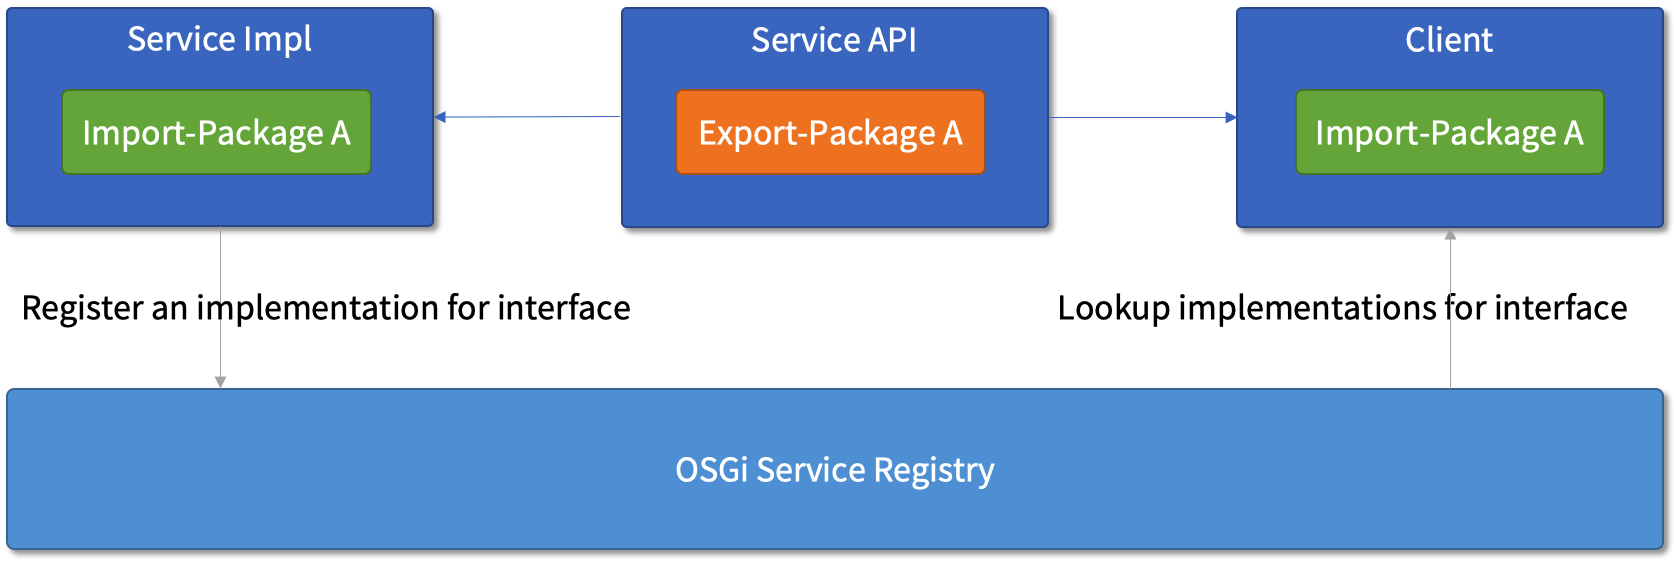 Service Impl
Import-Package A
Service API
Export-Package A
Client
Import-Package A
Register an implementation for interface
Lookup implementations for interface
OSGi Service Registry